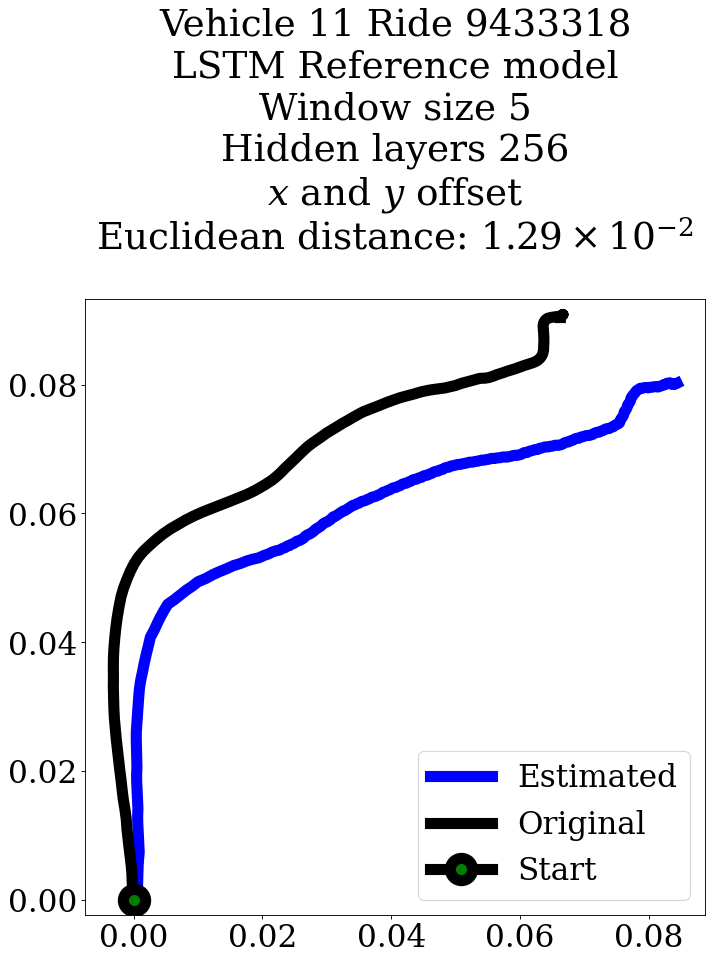 Vehicle 11 Ride 9433318
LSTM Reference model
Window size 5
Hidden layers 256
x and y offset
Euclidean distance: 1.29 × 10⁻²
0.08
0.06
0.04
0.02
0.00
Estimated
Original
Start
0.00 0.02 0.04 0.06 0.08